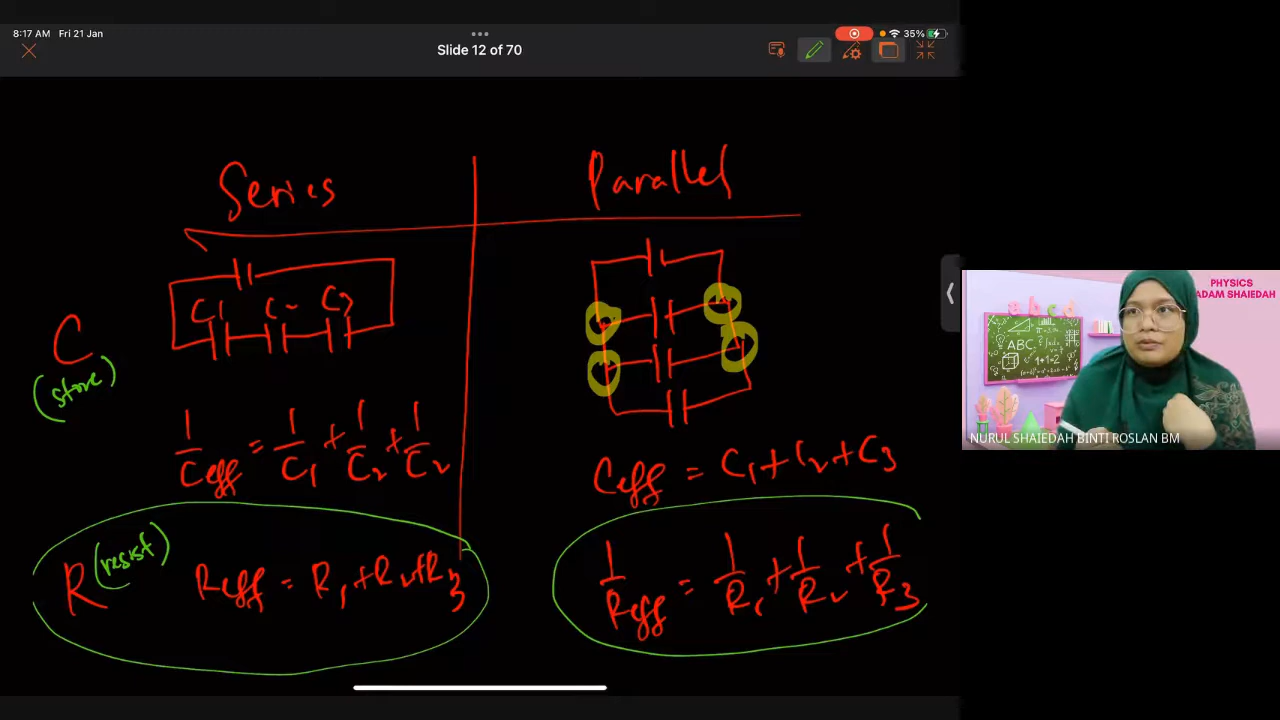 8:17 AM Fri 21 Jan
35%
Slide 12 of 70
Series
Parallel
C1 C- C3
C
(store)
1/Ceff = 1/C1 + 1/C2 + 1/C2
Ceff = C1 + C2 + C3
R (resist)
Reff = R1 + R2 + R3
1/Reff = 1/R1 + 1/R2 + 1/R3
PHYSICS
ADAM SHAIEDAH
a b c d
ABC
1+1=2
NURUL SHAIEDAH BINTI ROSLAN BM